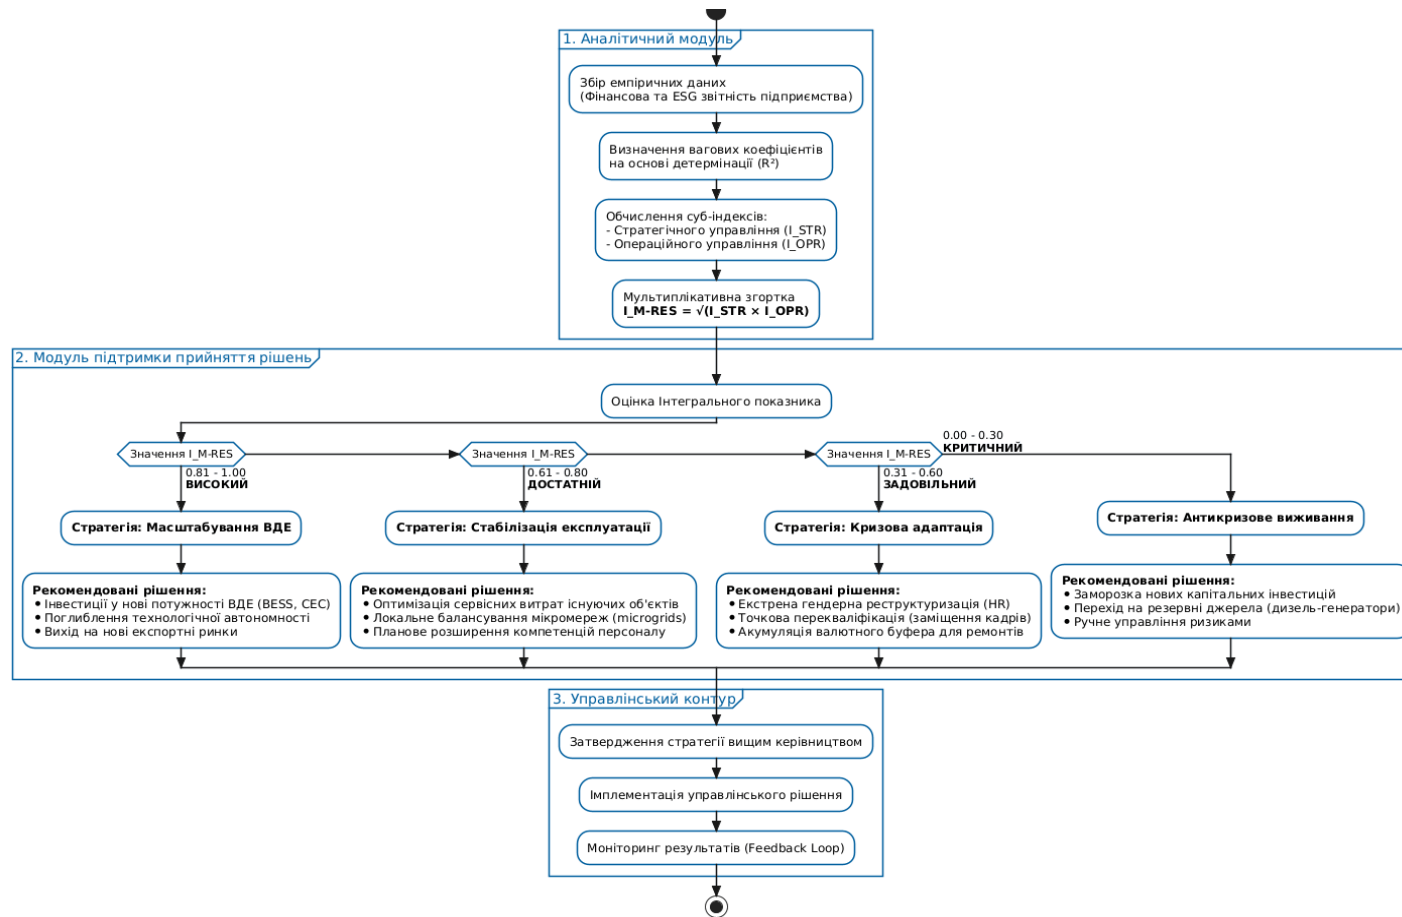 1. Аналітичний модуль
Збір емпіричних даних
(Фінансова та ESG звітність підприємства)
Визначення вагових коефіцієнтів
на основі детермінації (R²)
Обчислення суб-індексів:
- Стратегічного управління (I_STR)
- Операційного управління (I_OPR)
Мультиплікативна згортка
I_M-RES = √(I_STR × I_OPR)
2. Модуль підтримки прийняття рішень
Оцінка Інтегрального показника
Значення I_M-RES
0.81 - 1.00
ВИСОКИЙ
Значення I_M-RES
0.61 - 0.80
ДОСТАТНІЙ
Значення I_M-RES
0.31 - 0.60
ЗАДОВІЛЬНИЙ
0.00 - 0.30
КРИТИЧНИЙ
Стратегія: Масштабування ВДЕ
Стратегія: Стабілізація експлуатації
Стратегія: Кризова адаптація
Стратегія: Антикризове виживання
Рекомендовані рішення:
• Інвестиції у нові потужності ВДЕ (BESS, СЕС)
• Поглиблення технологічної автономності
• Вихід на нові експортні ринки
Рекомендовані рішення:
• Оптимізація сервісних витрат існуючих об'єктів
• Локальне балансування мікромереж (microgrids)
• Планове розширення компетенцій персоналу
Рекомендовані рішення:
• Екстрена гендерна реструктуризація (HR)
• Точкова перекваліфікація (заміщення кадрів)
• Акумуляція валютного буфера для ремонтів
Рекомендовані рішення:
• Заморозка нових капітальних інвестицій
• Перехід на резервні джерела (дизель-генератори)
• Ручне управління ризиками
3. Управлінський контур
Затвердження стратегії вищим керівництвом
Імплементація управлінського рішення
Моніторинг результатів (Feedback Loop)